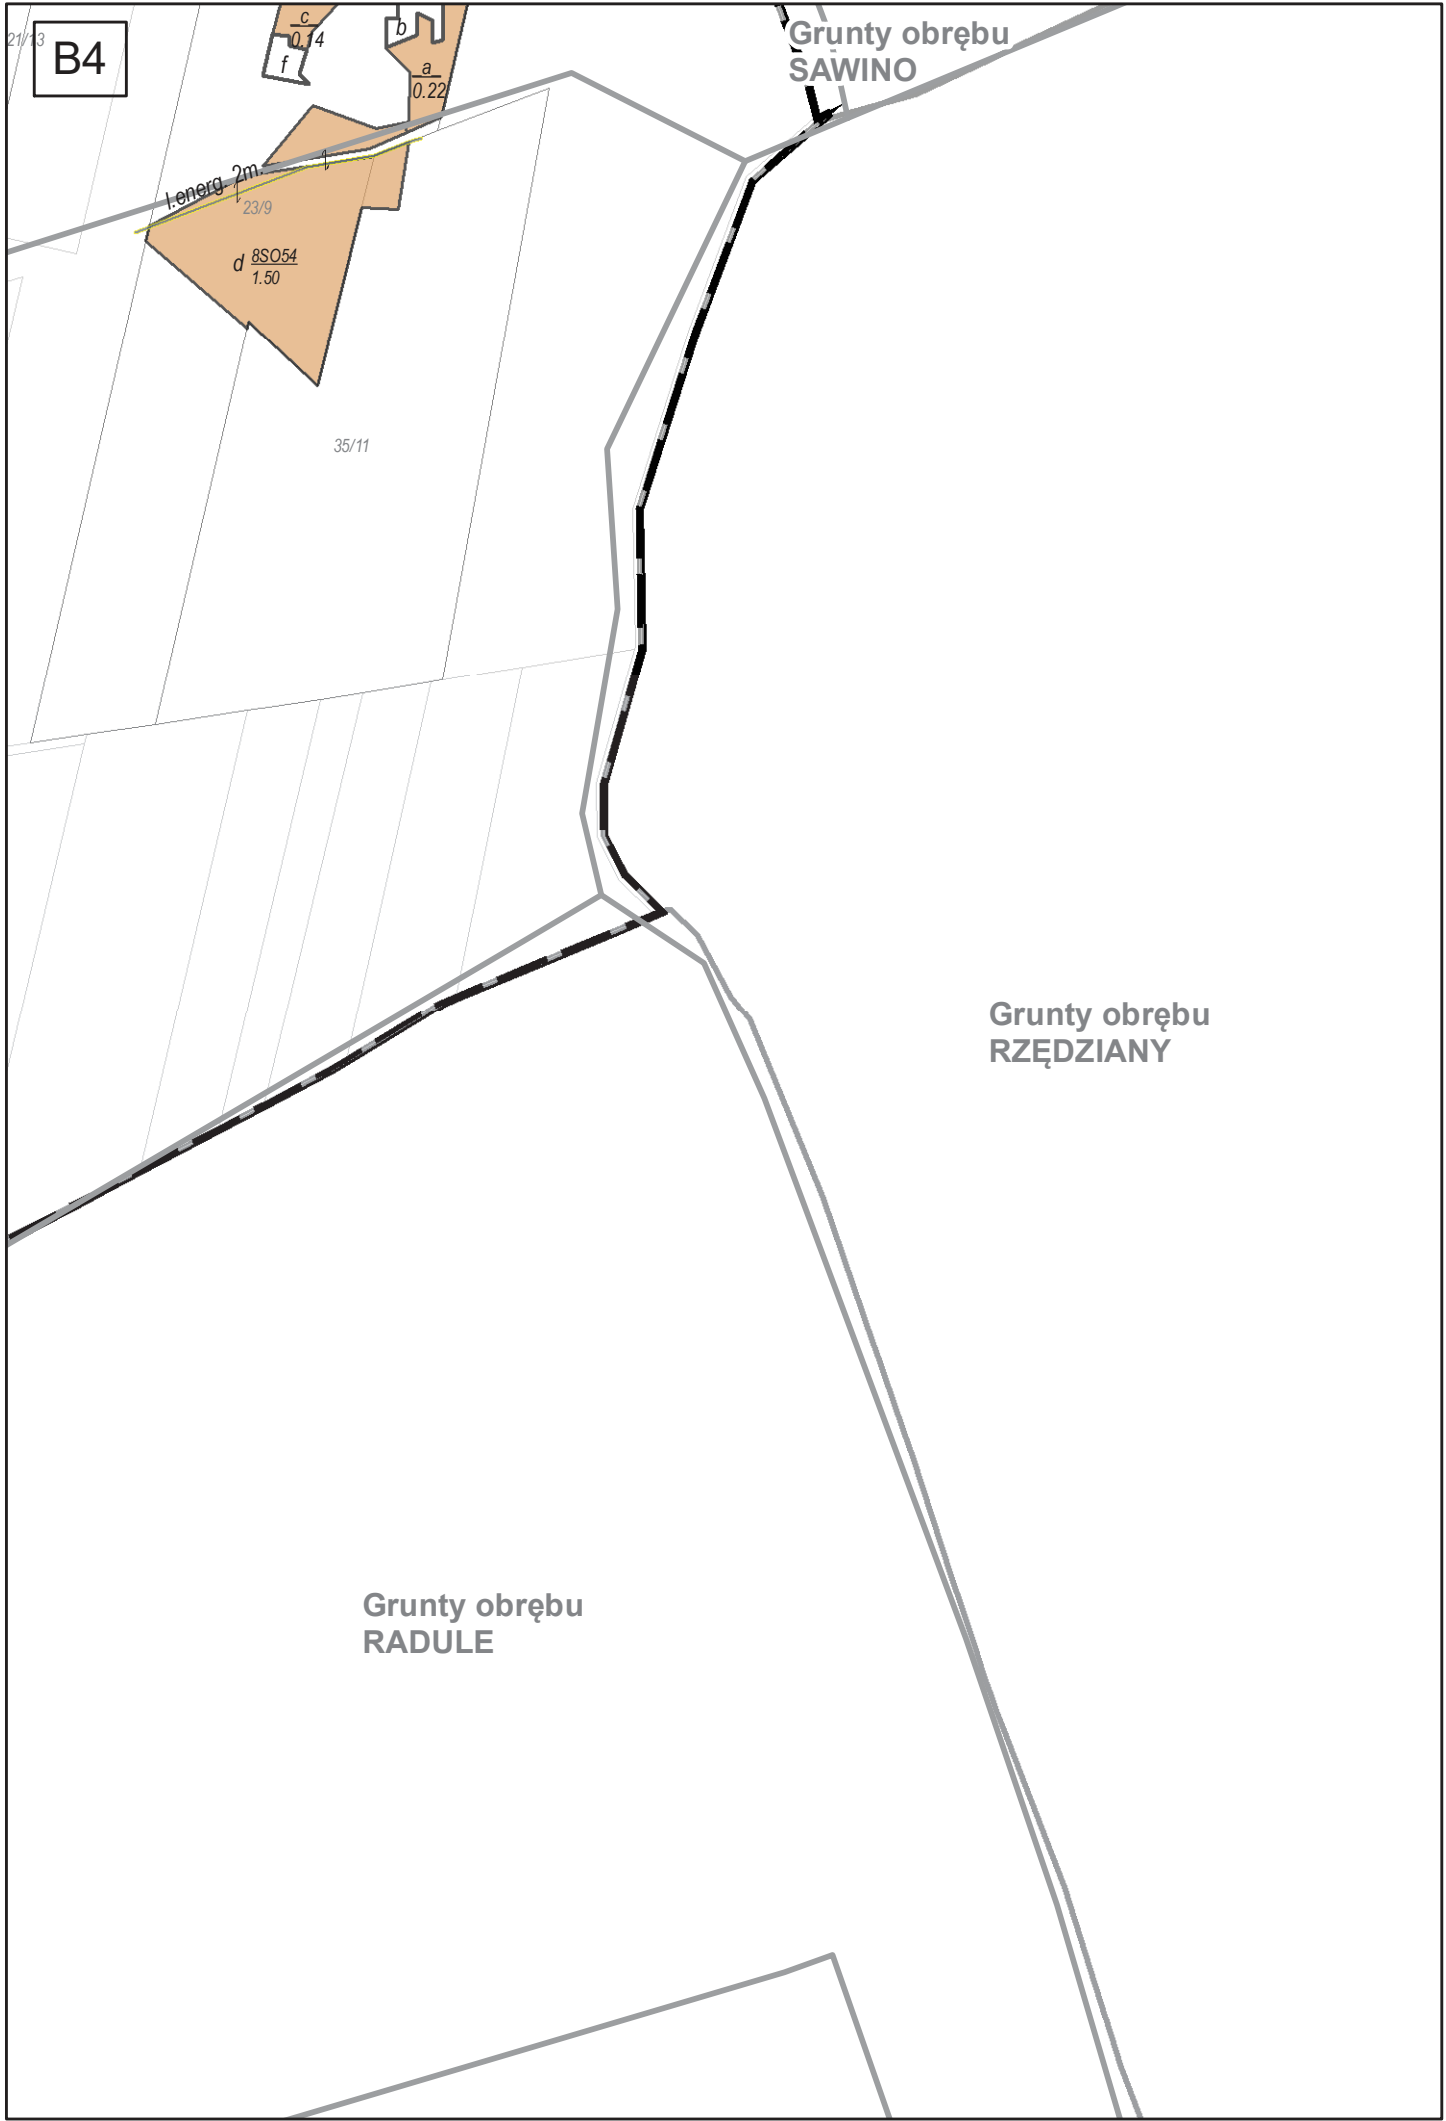 21/13
B4
c
0.14
f
b
a
0.22
Grunty obrębu
SAWINO
l.energ. 2m.
23/9
d 8SO54
1.50
35/11
Grunty obrębu
RZĘDZIANY
Grunty obrębu
RADULE